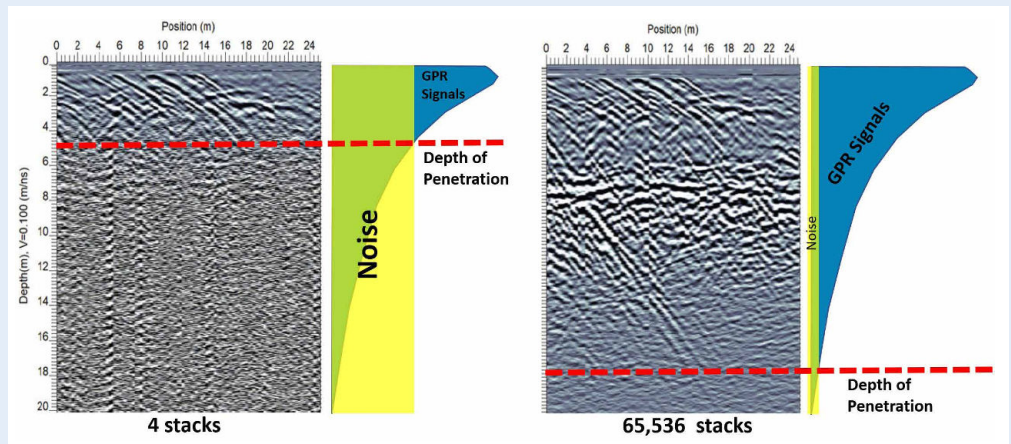 Position (m)
0 2 4 6 8 10 12 14 16 18 20 22 24
0
2
4
6
8
10
12
14
16
18
20
Depth(m), V=0.100 (m/ns)
GPR
Signals
Noise
Depth of
Penetration
4 stacks
Position (m)
0 2 4 6 8 10 12 14 16 18 20 22 24
GPR Signals
Noise
Depth of
Penetration
65,536 stacks